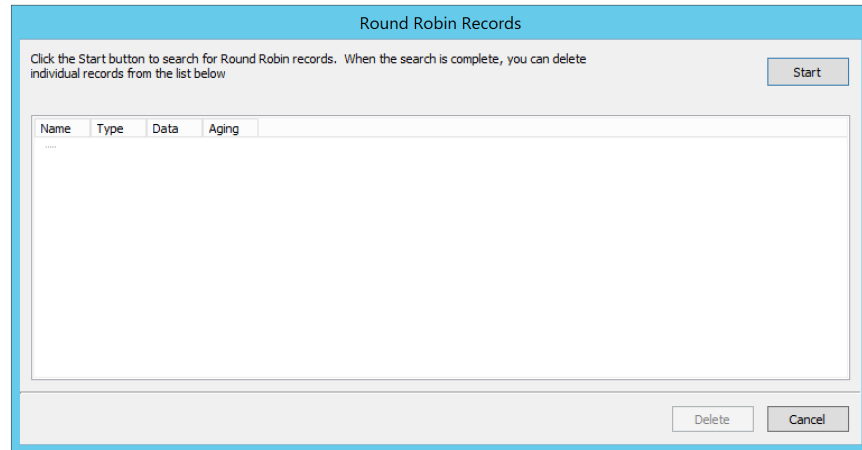 Round Robin Records
Click the Start button to search for Round Robin records. When the search is complete, you can delete
individual records from the list below
Start
Name Type Data Aging
.....
Delete Cancel